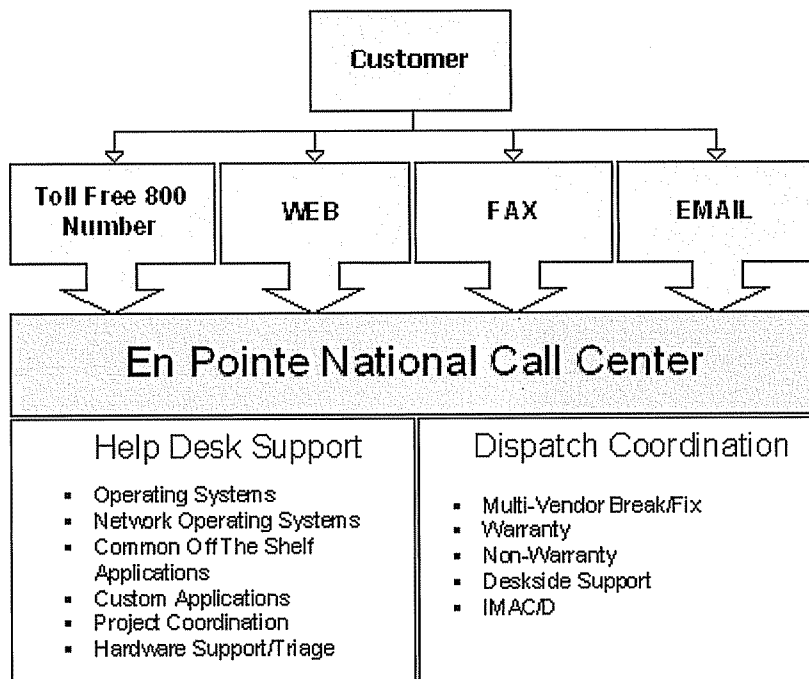 Customer
Toll Free 800
Number
WEB
FAX
EMAIL
En Pointe National Call Center
Help Desk Support
▪ Operating Systems
▪ Network Operating Systems
▪ Common Off The Shelf
Applications
▪ Custom Applications
▪ Project Coordination
▪ Hardware Support/Triage
Dispatch Coordination
▪ Multi-Vendor Break/Fix
▪ Warranty
▪ Non-Warranty
▪ Deskside Support
▪ IMAC/D